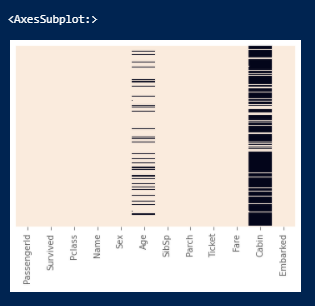 <AxesSubplot:>
PassengerId
Survived
Pclass
Name
Sex
Age
SibSp
Parch
Ticket
Fare
Cabin
Embarked